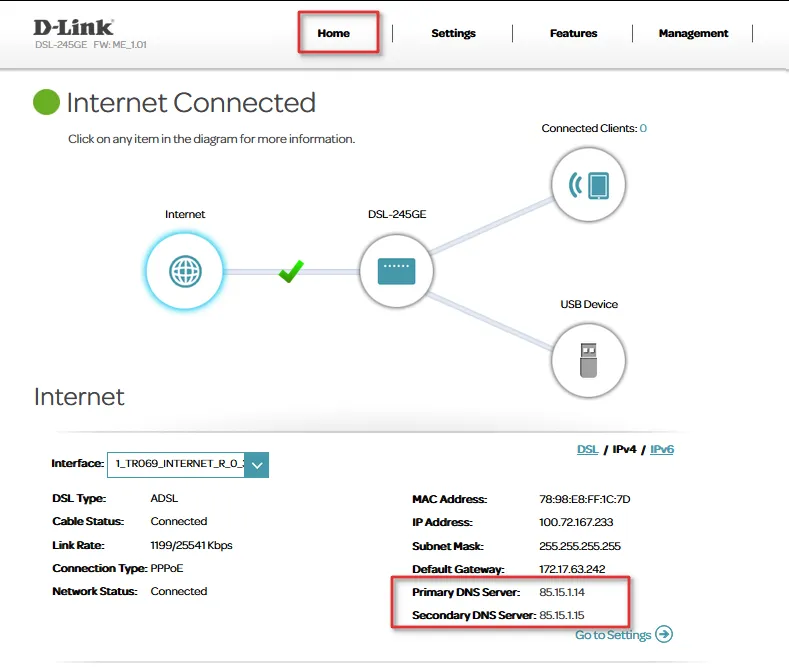 D-Link
DSL-245GE FW: ME_1.01
Home
Settings
Features
Management
Internet Connected
Click on any item in the diagram for more information.
Connected Clients: 0
Internet
DSL-245GE
USB Device
Internet
DSL / IPv4 / IPv6
Interface: 1_TR069_INTERNET_R_0_
DSL Type: ADSL
Cable Status: Connected
Link Rate: 1199/25541 Kbps
Connection Type: PPPoE
Network Status: Connected
MAC Address: 78:98:E8:FF:1C:7D
IP Address: 100.72.167.233
Subnet Mask: 255.255.255.255
Default Gateway: 172.17.63.242
Primary DNS Server: 85.15.1.14
Secondary DNS Server: 85.15.1.15
Go to Settings